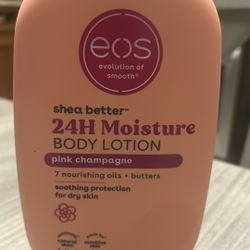 eos
evolution of
smooth®
shea better™
24H Moisture
BODY LOTION
pink champagne
7 nourishing oils + butters
soothing protection
for dry skin